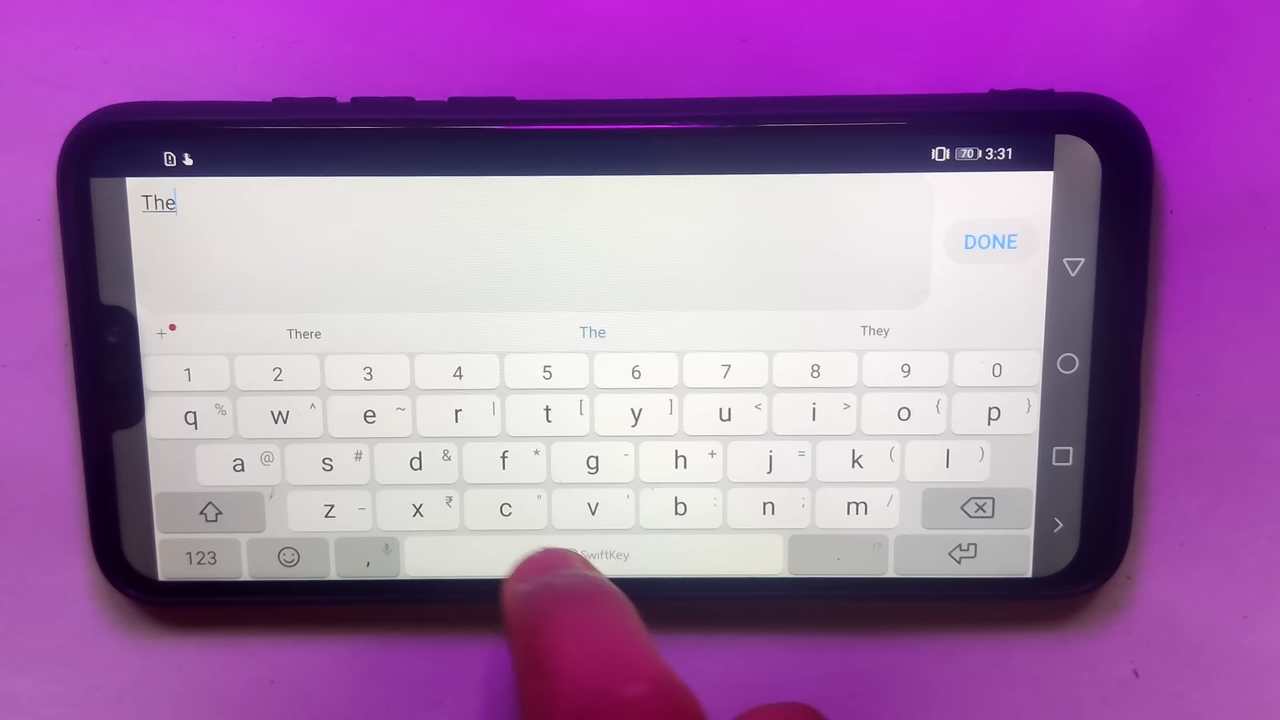 70 3:31
The
DONE
There The They
1 2 3 4 5 6 7 8 9 0
q % w ^ e ~ r | t [ y ] u < i > o { p }
a @ s # d & f * g - h + j = k ( l )
z _ x ₹ c " v ' b : n ; m /
123 , SwiftKey . !?